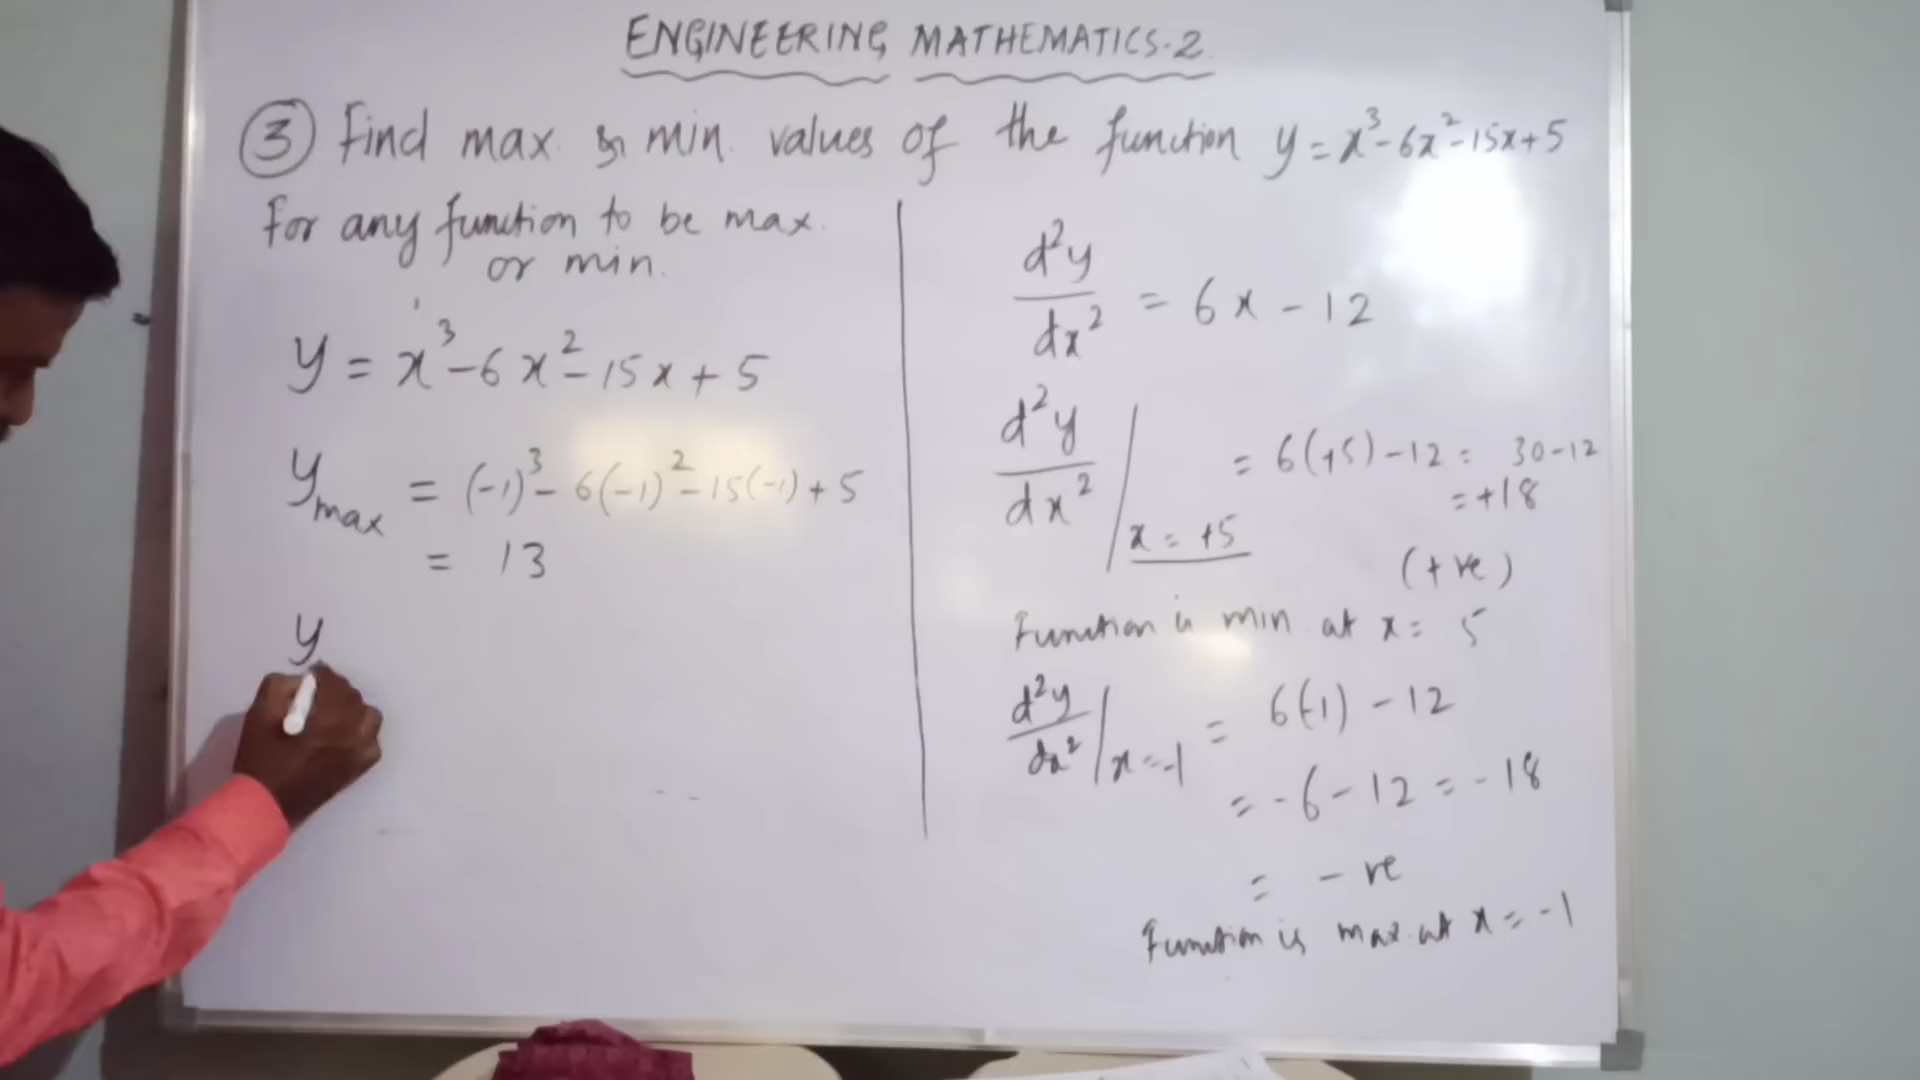 ENGINEERING MATHEMATICS-2
③ Find max. & min. values of the function y = x³-6x²-15x+5
For any function to be max.
or min.
y = x³-6x²-15x+5
yₘₐₓ = (-1)³-6(-1)²-15(-1)+5
= 13
y
d²y/dx² = 6x-12
d²y/dx² /x=+5 = 6(+5)-12 = 30-12
= +18
(+ve)
Function is min at x= 5
d²y/dx² /x=-1 = 6(-1)-12
= -6-12 = -18
= -ve
Function is max. at x=-1